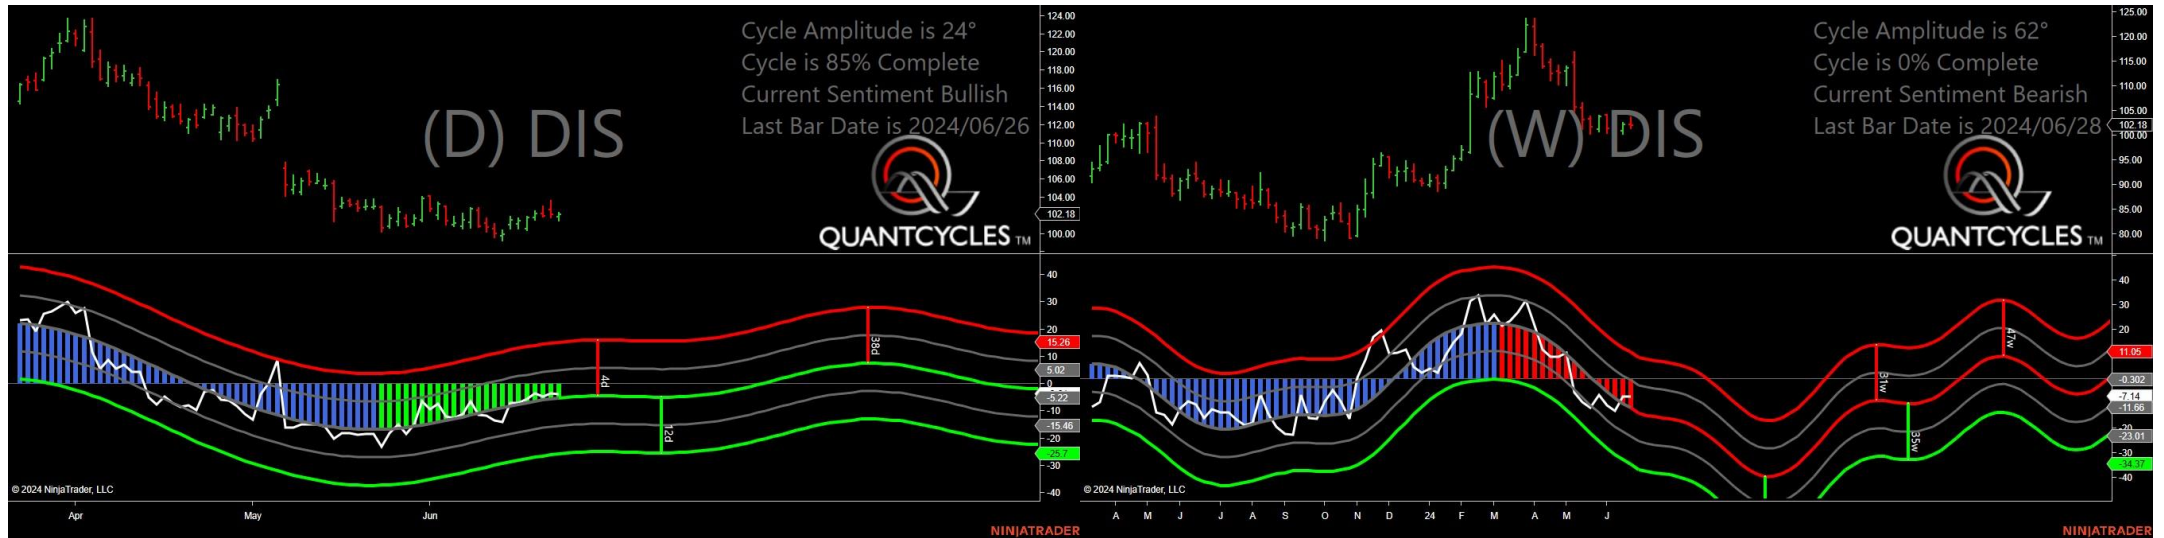 Cycle Amplitude is 24°
Cycle is 85% Complete
Current Sentiment Bullish
Last Bar Date is 2024/06/26
(D) DIS
QUANTCYCLES TM
124.00
122.00
120.00
118.00
116.00
114.00
112.00
110.00
108.00
106.00
104.00
102.18
100.00
40
30
20
15.26
10
5.02
0
-5.22
-10
-15.46
-20
-25.7
-30
-40
4d
12d
38d
© 2024 NinjaTrader, LLC
Apr May Jun
NINJATRADER
Cycle Amplitude is 62°
Cycle is 0% Complete
Current Sentiment Bearish
Last Bar Date is 2024/06/28
(W) DIS
QUANTCYCLES TM
125.00
120.00
115.00
110.00
105.00
102.18
100.00
95.00
90.00
85.00
80.00
40
30
20
11.05
-0.302
-7.14
-11.66
-20
-23.01
-30
-34.37
-40
31w
35w
47w
© 2024 NinjaTrader, LLC
A M J J A S O N D 24 F M A M J
NINJATRADER